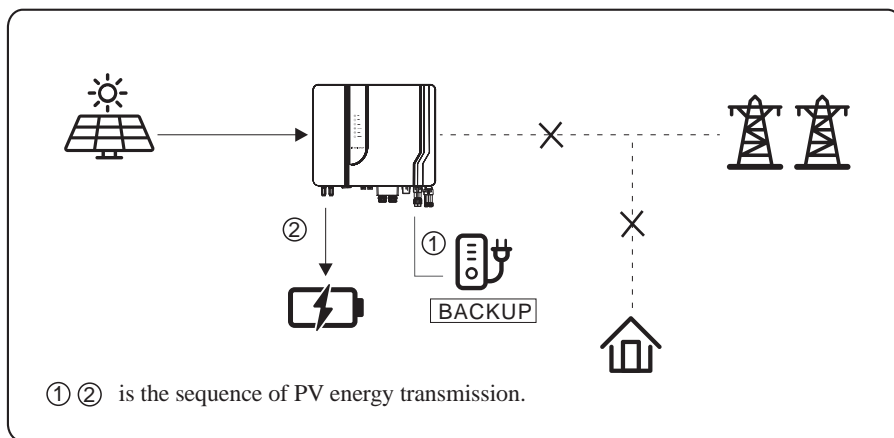 ②
①
BACKUP
① ② is the sequence of PV energy transmission.